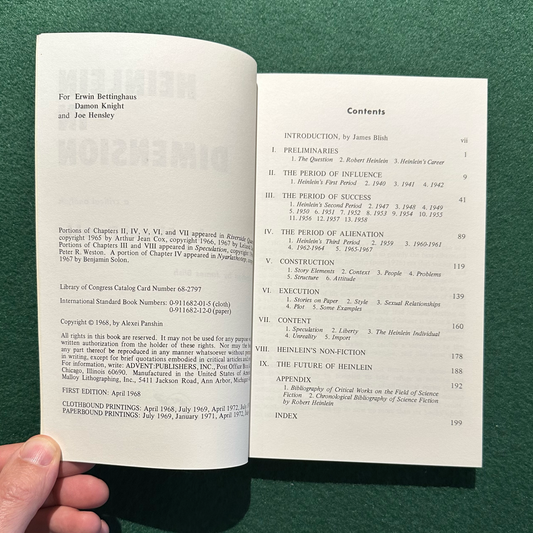 For Erwin Bettinghaus
Damon Knight
and Joe Hensley
Portions of Chapters II, IV, V, VI, and VII appeared in Riverside
copyright 1965 by Arthur Jean Cox, copyright 1966, 1967 by
Portions of Chapters III and VIII appeared in Speculation,
Peter R. Weston. A portion of Chapter IV appeared in
1967 by Benjamin Solon.
Library of Congress Catalog Card Number 68-2797
International Standard Book Numbers: 0-911682-01-5 (cloth)
0-911682-12-0 (paper)
Copyright © 1968, by Alexei Panshin
All rights in this book are reserved. It may not be used for any purpose
written authorization from the holder of these rights. Nor may the
any part thereof be reproduced in any manner whatsoever without
in writing, except for brief quotations embodied in critical articles
For information, write: ADVENT:PUBLISHERS, INC., Post Office
Chicago, Illinois 60690. Manufactured in the United States of
Malloy Lithographing, Inc., 5411 Jackson Road, Ann Arbor,
FIRST EDITION: April 1968
CLOTHBOUND PRINTINGS: April 1968, July 1969, April 1972,
PAPERBOUND PRINTINGS: July 1969, January 1971, April 1972,
HEINLEIN
IN
DIMENSION
Contents
INTRODUCTION, by James Blish vii
I. PRELIMINARIES 1
1. The Question 2. Robert Heinlein 3. Heinlein's Career
II. THE PERIOD OF INFLUENCE 9
1. Heinlein's First Period 2. 1940 3. 1941 4. 1942
III. THE PERIOD OF SUCCESS 41
1. Heinlein's Second Period 2. 1947 3. 1948 4. 1949
5. 1950 6. 1951 7. 1952 8. 1953 9. 1954 10. 1955
11. 1956 12. 1957 13. 1958
IV. THE PERIOD OF ALIENATION 89
1. Heinlein's Third Period 2. 1959 3. 1960-1961
4. 1962-1964 5. 1965-1967
V. CONSTRUCTION 119
1. Story Elements 2. Context 3. People 4. Problems
5. Structure 6. Attitude
VI. EXECUTION 139
1. Stories on Paper 2. Style 3. Sexual Relationships
4. Plot 5. Some Examples
VII. CONTENT 160
1. Speculation 2. Liberty 3. The Heinlein Individual
4. Unreality 5. Import
VIII. HEINLEIN'S NON-FICTION 178
IX. THE FUTURE OF HEINLEIN 188
APPENDIX 192
1. Bibliography of Critical Works on the Field of Science
Fiction 2. Chronological Bibliography of Science Fiction
by Robert Heinlein
INDEX 199